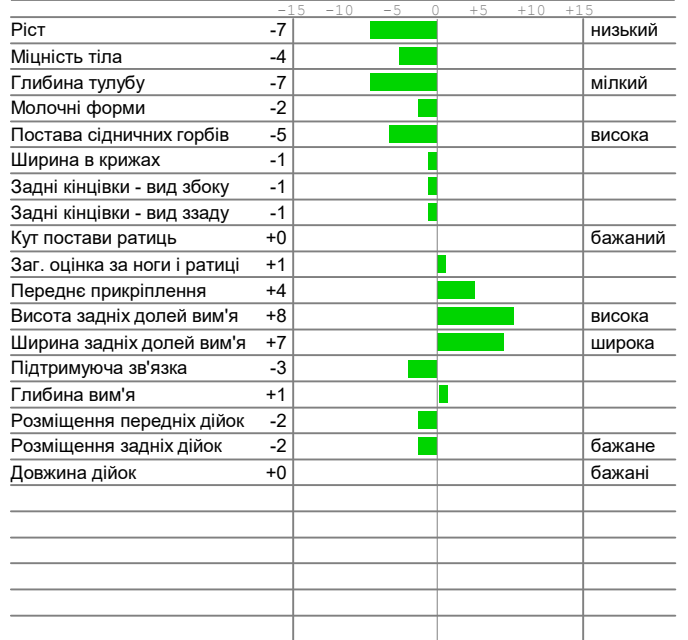 -15 -10 -5 0 +5 +10 +15
Ріст -7 низький
Міцність тіла -4
Глибина тулубу -7 мілкий
Молочні форми -2
Постава сідничних горбів -5 висока
Ширина в крижах -1
Задні кінцівки - вид збоку -1
Задні кінцівки - вид ззаду -1
Кут постави ратиць +0 бажаний
Заг. оцінка за ноги і ратиці +1
Переднє прикріплення +4
Висота задніх долей вим'я +8 висока
Ширина задніх долей вим'я +7 широка
Підтримуюча зв'язка -3
Глибина вим'я +1
Розміщення передніх дійок -2
Розміщення задніх дійок -2 бажане
Довжина дійок +0 бажані